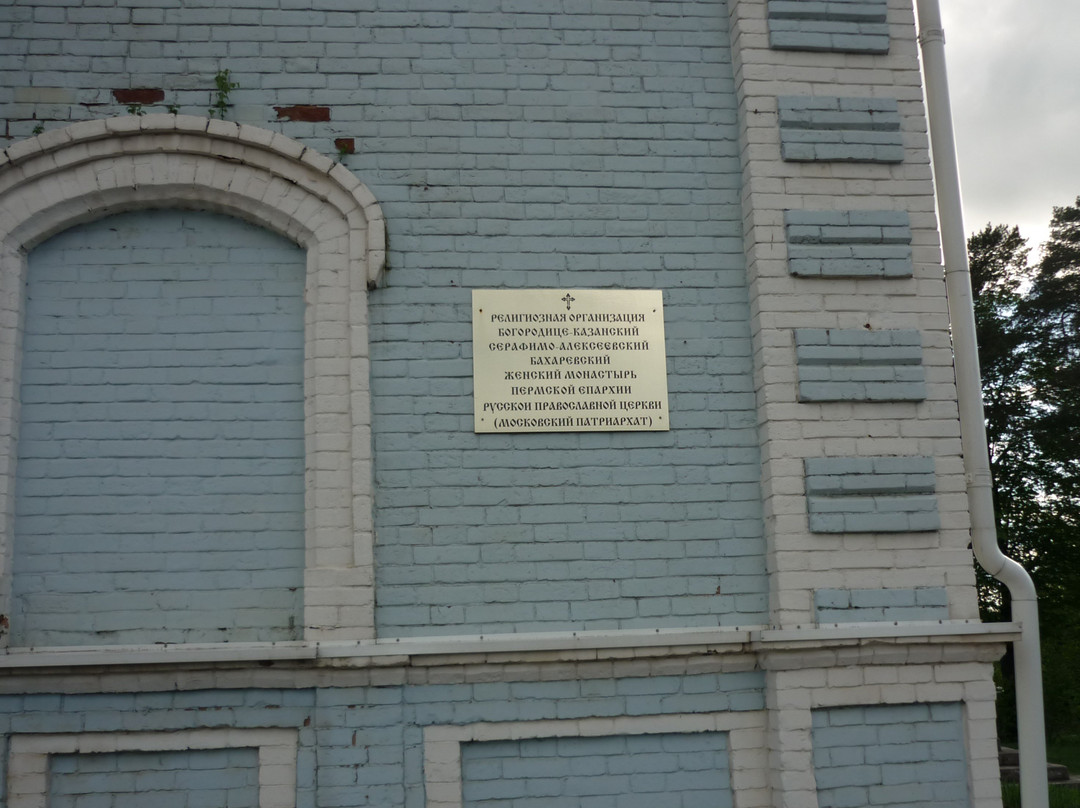 РЕЛИГИОЗНАЯ ОРГАНИЗАЦИЯ
БОГОРОДИЦЕ-КАЗАНСКИЙ
СЕРАФИМО-АЛЕКСЕЕВСКИЙ
БАХАРЕВСКИЙ
ЖЕНСКИЙ МОНАСТЫРЬ
ПЕРМСКОЙ ЕПАРХИИ
РУССКОЙ ПРАВОСЛАВНОЙ ЦЕРКВИ
(МОСКОВСКИЙ ПАТРИАРХАТ)